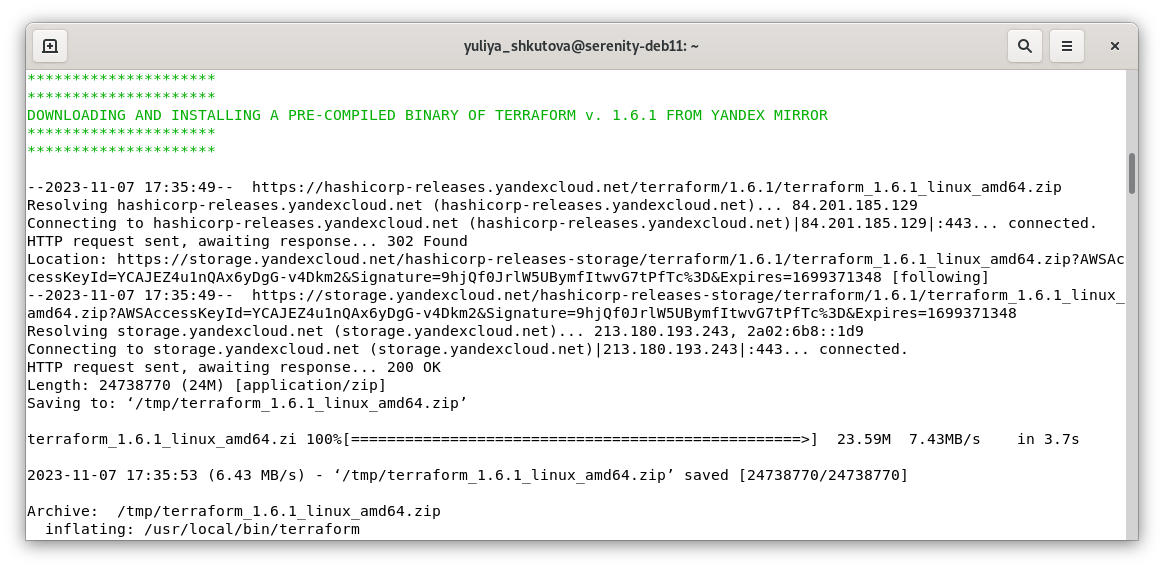 yuliya_shkutova@serenity-deb11: ~
*********************
*********************
DOWNLOADING AND INSTALLING A PRE-COMPILED BINARY OF TERRAFORM v. 1.6.1 FROM YANDEX MIRROR
*********************
*********************
--2023-11-07 17:35:49--  https://hashicorp-releases.yandexcloud.net/terraform/1.6.1/terraform_1.6.1_linux_amd64.zip
Resolving hashicorp-releases.yandexcloud.net (hashicorp-releases.yandexcloud.net)... 84.201.185.129
Connecting to hashicorp-releases.yandexcloud.net (hashicorp-releases.yandexcloud.net)|84.201.185.129|:443... connected.
HTTP request sent, awaiting response... 302 Found
Location: https://storage.yandexcloud.net/hashicorp-releases-storage/terraform/1.6.1/terraform_1.6.1_linux_amd64.zip?AWSAc
cessKeyId=YCAJEZ4u1nQAx6yDgG-v4Dkm2&Signature=9hjQf0JrlW5UBymfItwvG7tPfTc%3D&Expires=1699371348 [following]
--2023-11-07 17:35:49--  https://storage.yandexcloud.net/hashicorp-releases-storage/terraform/1.6.1/terraform_1.6.1_linux_
amd64.zip?AWSAccessKeyId=YCAJEZ4u1nQAx6yDgG-v4Dkm2&Signature=9hjQf0JrlW5UBymfItwvG7tPfTc%3D&Expires=1699371348
Resolving storage.yandexcloud.net (storage.yandexcloud.net)... 213.180.193.243, 2a02:6b8::1d9
Connecting to storage.yandexcloud.net (storage.yandexcloud.net)|213.180.193.243|:443... connected.
HTTP request sent, awaiting response... 200 OK
Length: 24738770 (24M) [application/zip]
Saving to: ‘/tmp/terraform_1.6.1_linux_amd64.zip’
terraform_1.6.1_linux_amd64.zi 100%[==================================================>]  23.59M  7.43MB/s    in 3.7s
2023-11-07 17:35:53 (6.43 MB/s) - ‘/tmp/terraform_1.6.1_linux_amd64.zip’ saved [24738770/24738770]
Archive:  /tmp/terraform_1.6.1_linux_amd64.zip
  inflating: /usr/local/bin/terraform